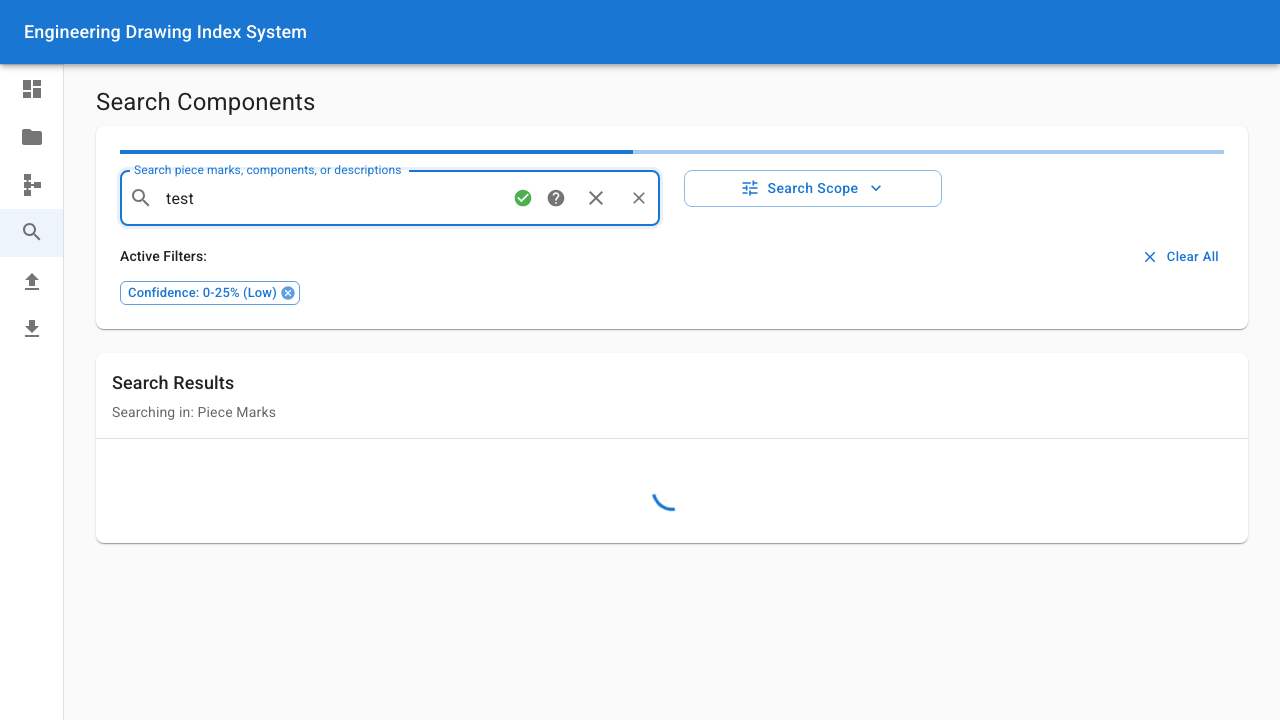 Engineering Drawing Index System
Search Components
Search piece marks, components, or descriptions
test
Search Scope
Active Filters:
Clear All
Confidence: 0-25% (Low)
Search Results
Searching in: Piece Marks